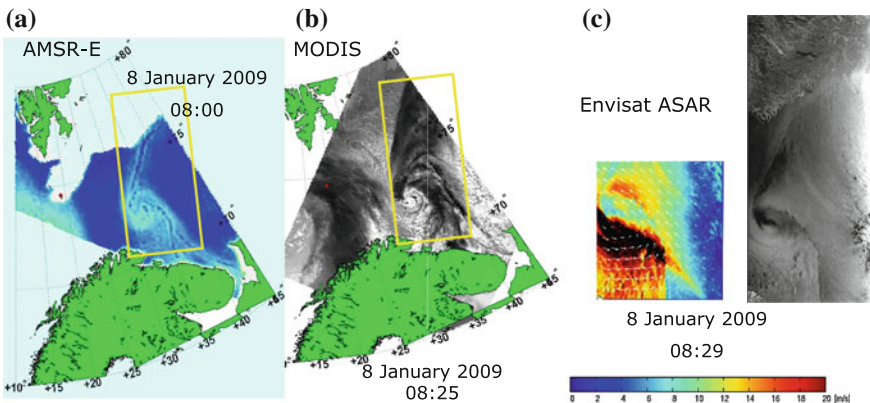 (a)
AMSR-E
8 January 2009
08:00
+80°
+75°
+70°
+10°
+15
+20
+25
+30
+35
+40
+45
(b)
MODIS
+80
+75°
+70°
+10°
+15
+20
+25
+30
+35
+40
+45
8 January 2009
08:25
(c)
Envisat ASAR
8 January 2009
08:29
0 2 4 6 8 10 12 14 16 18 20 [m/s]